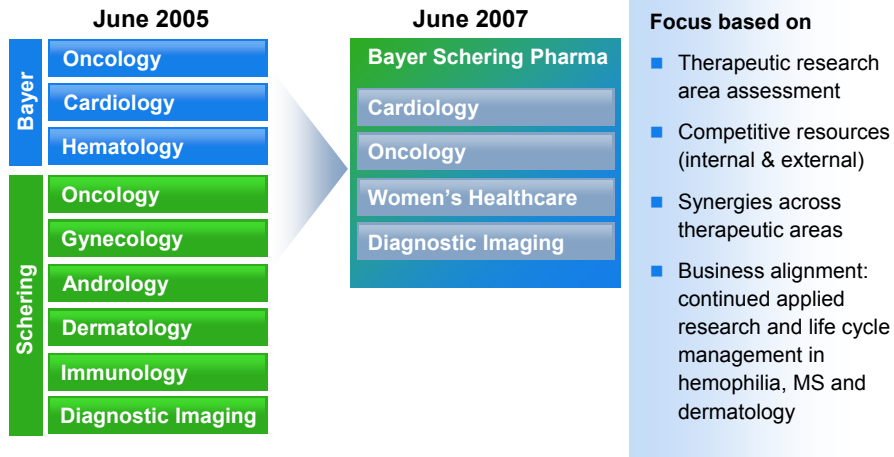 June 2005
Bayer
Oncology
Cardiology
Hematology
Schering
Oncology
Gynecology
Andrology
Dermatology
Immunology
Diagnostic Imaging
June 2007
Bayer Schering Pharma
Cardiology
Oncology
Women's Healthcare
Diagnostic Imaging
Focus based on
Therapeutic research
area assessment
Competitive resources
(internal & external)
Synergies across
therapeutic areas
Business alignment:
continued applied
research and life cycle
management in
hemophilia, MS and
dermatology